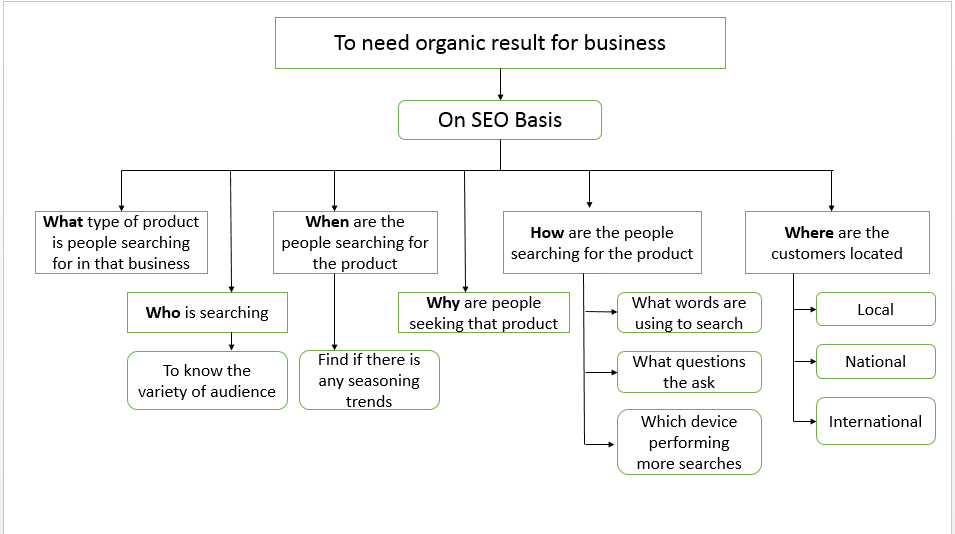 To need organic result for business
On SEO Basis
What type of product
is people searching
for in that business
When are the
people searching for
the product
How are the people
searching for the product
Where are the
customers located
Who is searching
Why are people
seeking that product
To know the
variety of audience
Find if there is
any seasoning
trends
What words are
using to search
What questions
the ask
Which device
performing
more searches
Local
National
International